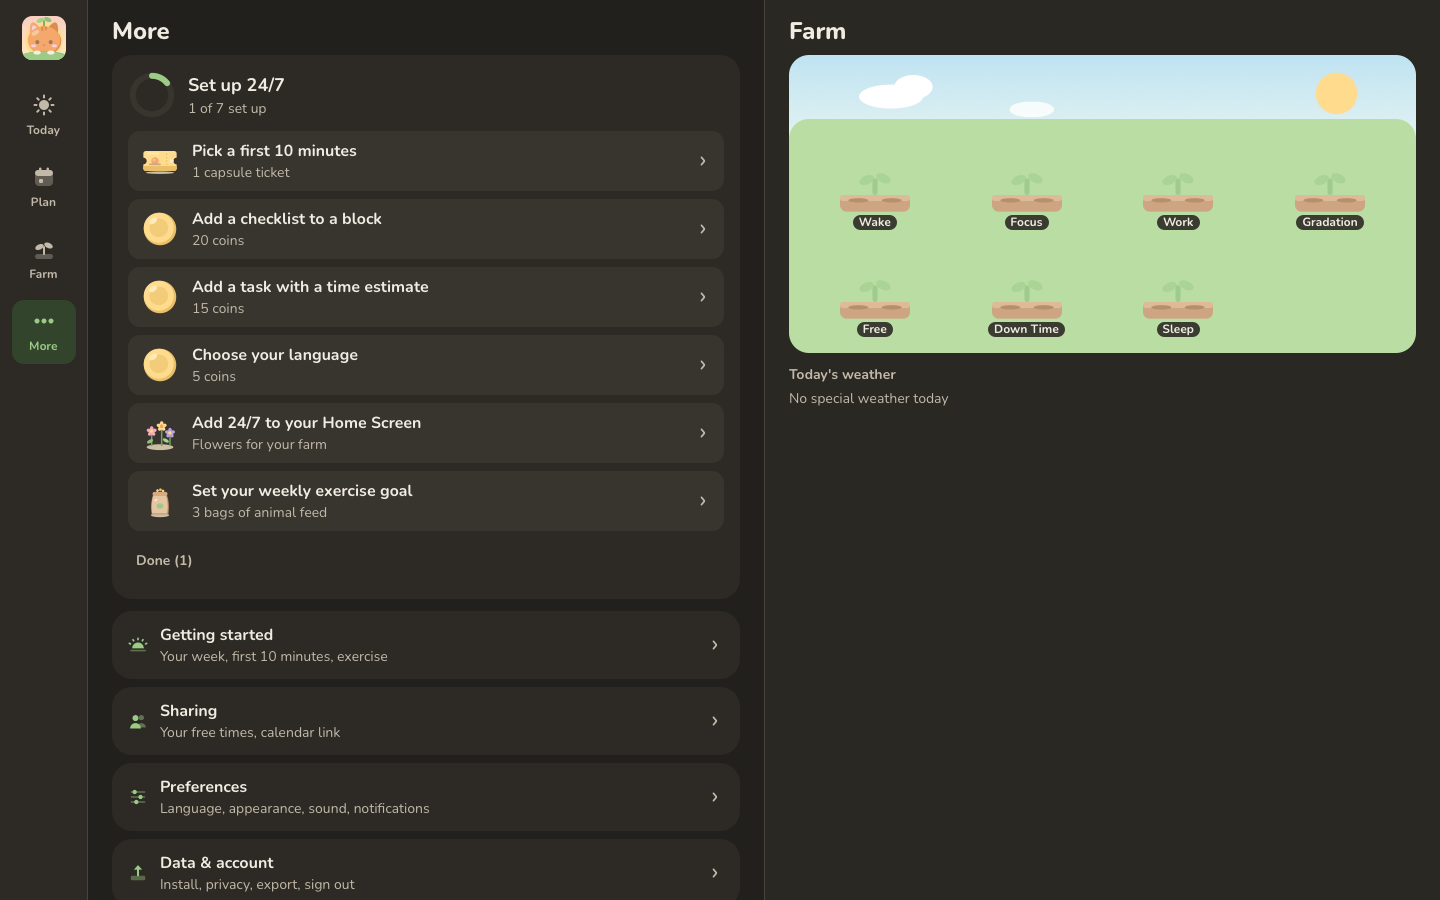 Today
Plan
Farm
More
More
Set up 24/7
1 of 7 set up
Pick a first 10 minutes
1 capsule ticket
Add a checklist to a block
20 coins
Add a task with a time estimate
15 coins
Choose your language
5 coins
Add 24/7 to your Home Screen
Flowers for your farm
Set your weekly exercise goal
3 bags of animal feed
Done (1)
Getting started
Your week, first 10 minutes, exercise
Sharing
Your free times, calendar link
Preferences
Language, appearance, sound, notifications
Data & account
Install, privacy, export, sign out
Farm
Wake
Focus
Work
Gradation
Free
Down Time
Sleep
Today's weather
No special weather today